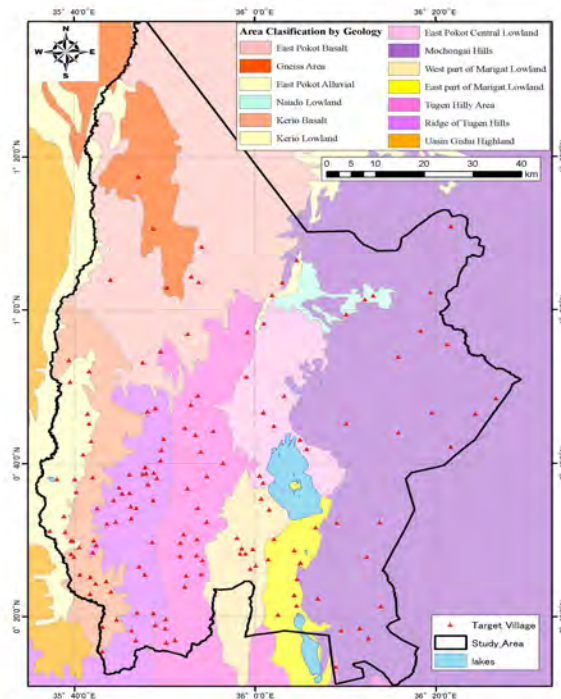 35°40'0"E
36°0'0"E
36°20'0"E
N
W
E
S
Area Clasification by Geology
East Pokot Basalt
Gneiss Area
East Pokot Alluvial
Naudo Lowland
Kerio Basalt
Kerio Lowland
East Pokot Central Lowland
Mochongai Hills
West part of Marigat Lowland
East part of Marigat Lowland
Tugen Hilly Area
Ridge of Tugen Hills
Uasin Gishu Highland
0 5 10 20 30 40
km
1°20'0"N
1°0'0"N
0°40'0"N
0°20'0"N
Target Village
Study_Area
lakes
35°40'0"E
36°0'0"E
36°20'0"E